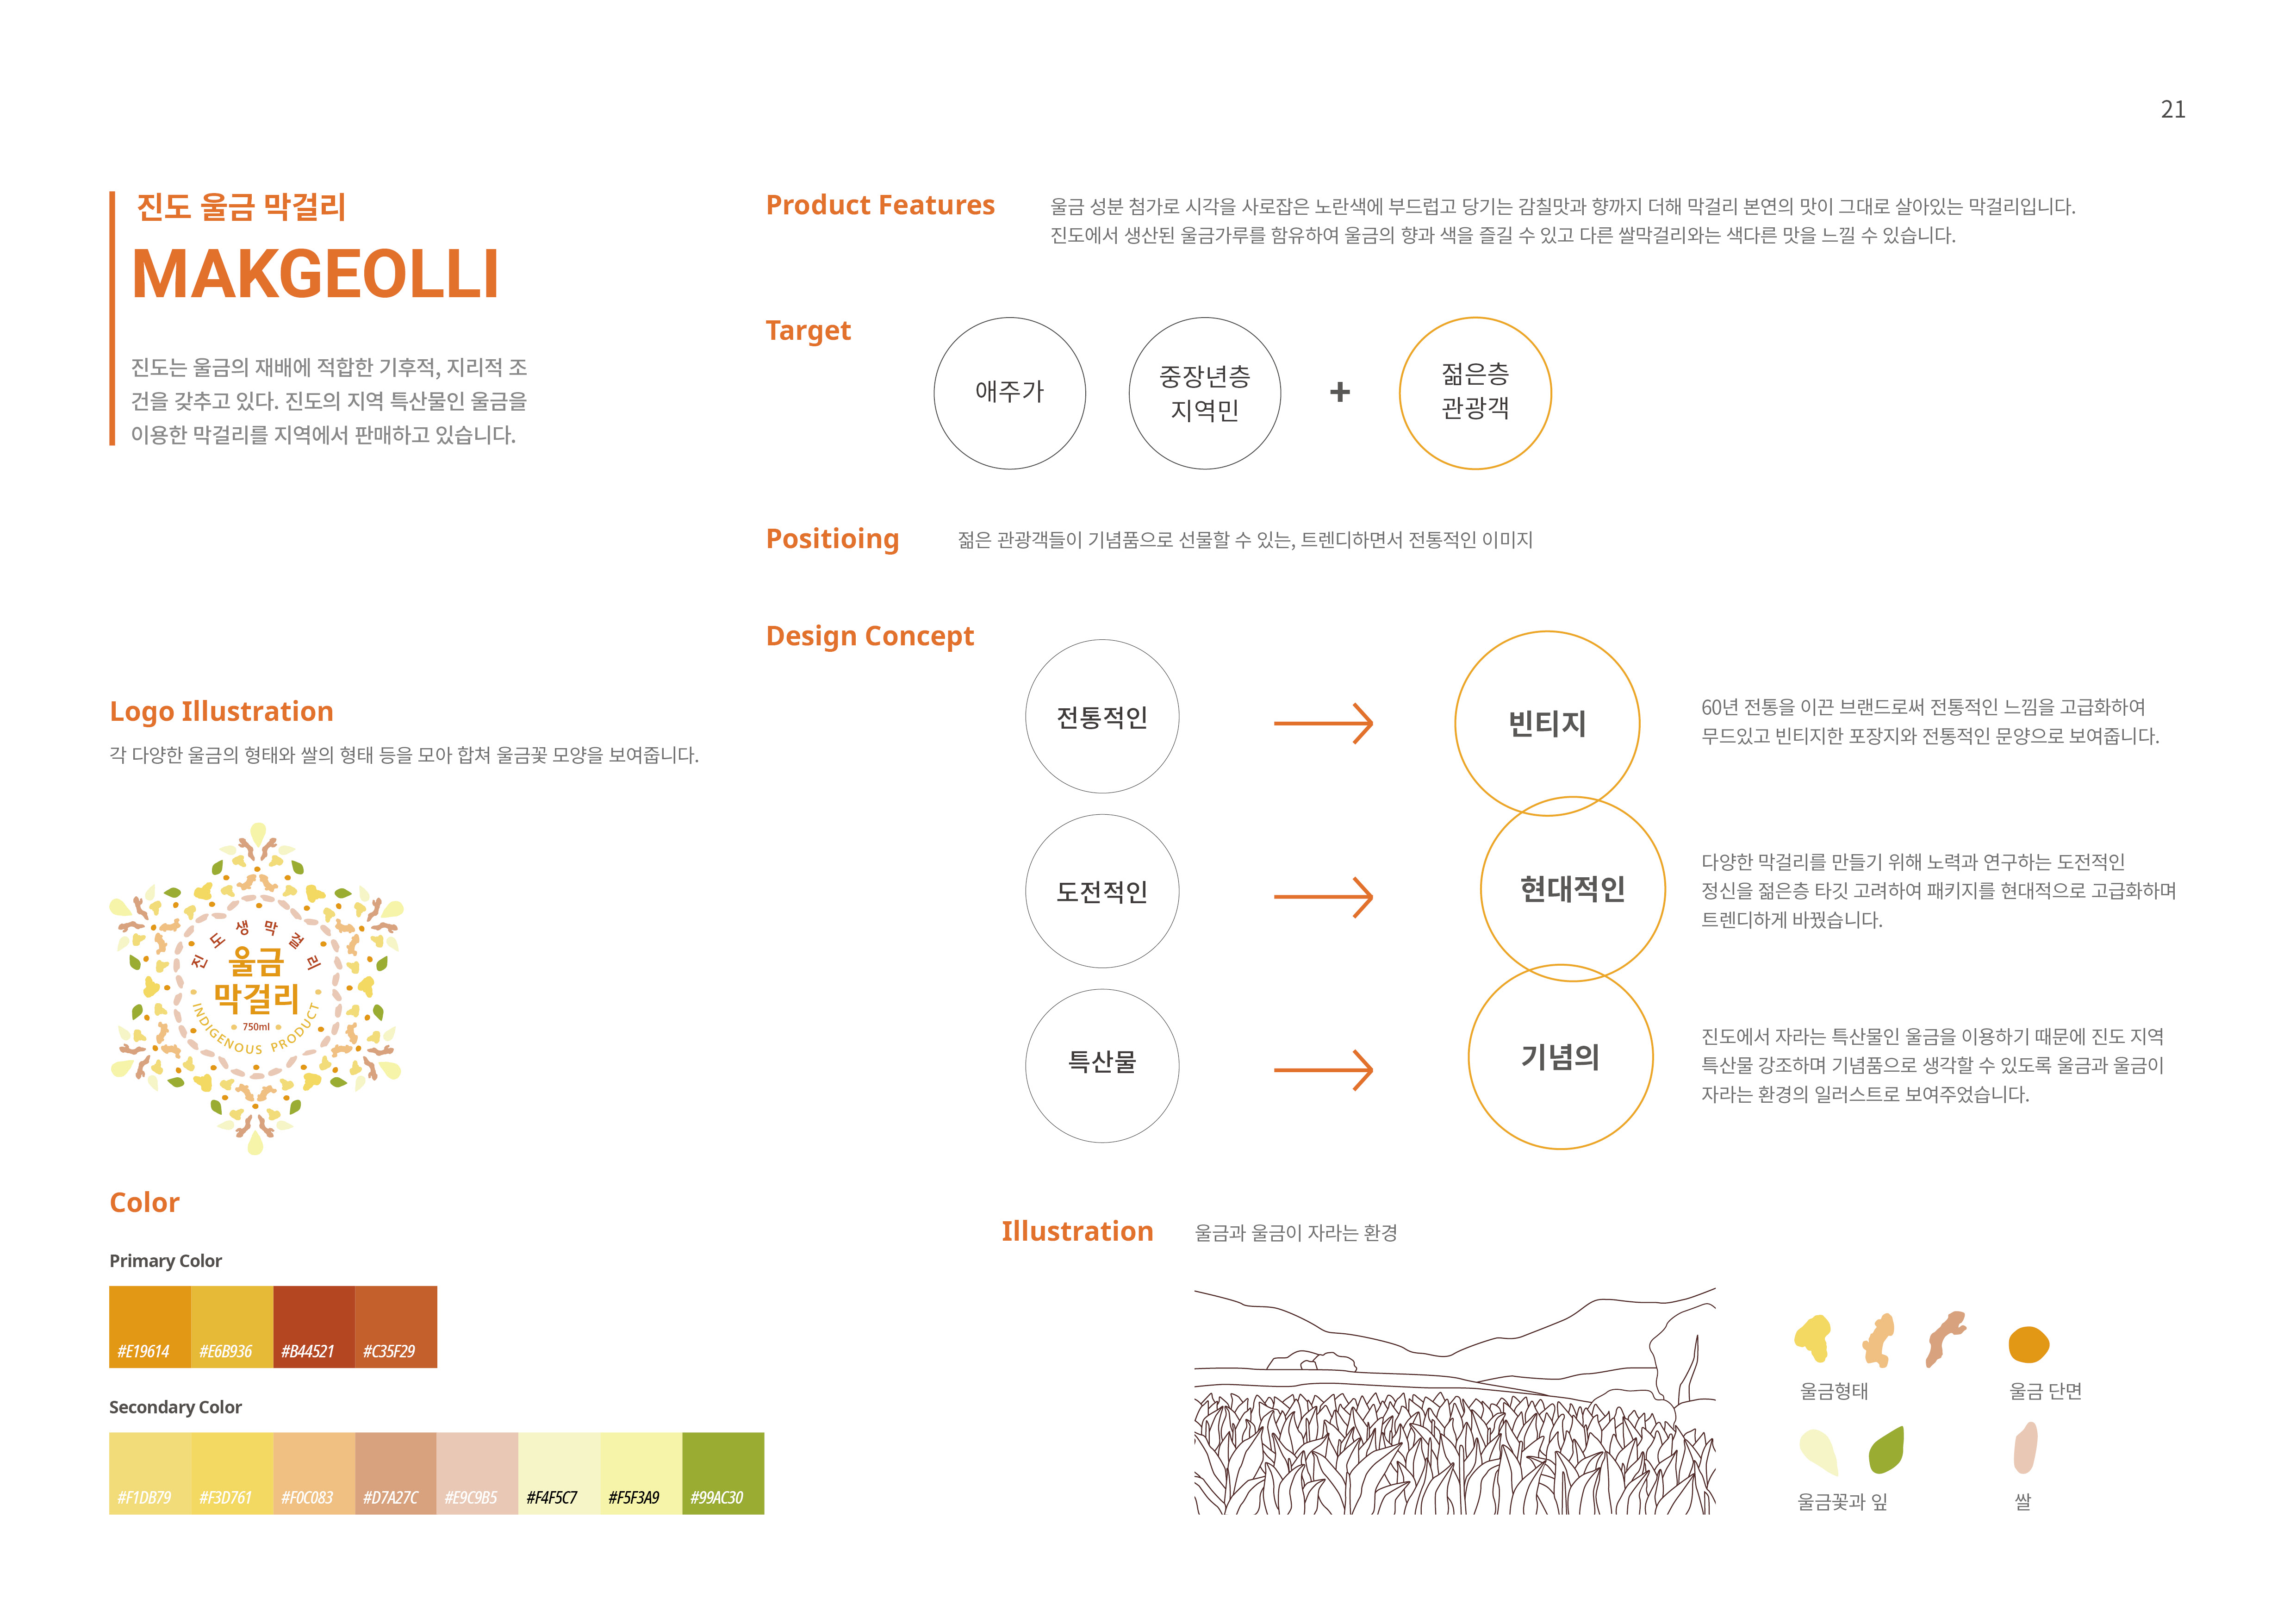 21
진도 울금 막걸리
MAKGEOLLI
진도는 울금의 재배에 적합한 기후적, 지리적 조
건을 갖추고 있다. 진도의 지역 특산물인 울금을
이용한 막걸리를 지역에서 판매하고 있습니다.
Product Features
울금 성분 첨가로 시각을 사로잡은 노란색에 부드럽고 당기는 감칠맛과 향까지 더해 막걸리 본연의 맛이 그대로 살아있는 막걸리입니다.
진도에서 생산된 울금가루를 함유하여 울금의 향과 색을 즐길 수 있고 다른 쌀막걸리와는 색다른 맛을 느낄 수 있습니다.
Target
애주가
중장년층
지역민
+
젊은층
관광객
Positioing
젊은 관광객들이 기념품으로 선물할 수 있는, 트렌디하면서 전통적인 이미지
Design Concept
전통적인
빈티지
60년 전통을 이끈 브랜드로써 전통적인 느낌을 고급화하여
무드있고 빈티지한 포장지와 전통적인 문양으로 보여줍니다.
도전적인
현대적인
다양한 막걸리를 만들기 위해 노력과 연구하는 도전적인
정신을 젊은층 타깃 고려하여 패키지를 현대적으로 고급화하며
트렌디하게 바꿨습니다.
특산물
기념의
진도에서 자라는 특산물인 울금을 이용하기 때문에 진도 지역
특산물 강조하며 기념품으로 생각할 수 있도록 울금과 울금이
자라는 환경의 일러스트로 보여주었습니다.
Logo Illustration
각 다양한 울금의 형태와 쌀의 형태 등을 모아 합쳐 울금꽃 모양을 보여줍니다.
진도생막걸리
울금
막걸리
750ml
INDIGENOUS PRODUCT
Color
Primary Color
#E19614 #E6B936 #B44521 #C35F29
Secondary Color
#F1DB79 #F3D761 #F0C083 #D7A27C #E9C9B5 #F4F5C7 #F5F3A9 #99AC30
Illustration
울금과 울금이 자라는 환경
울금형태
울금 단면
울금꽃과 잎
쌀